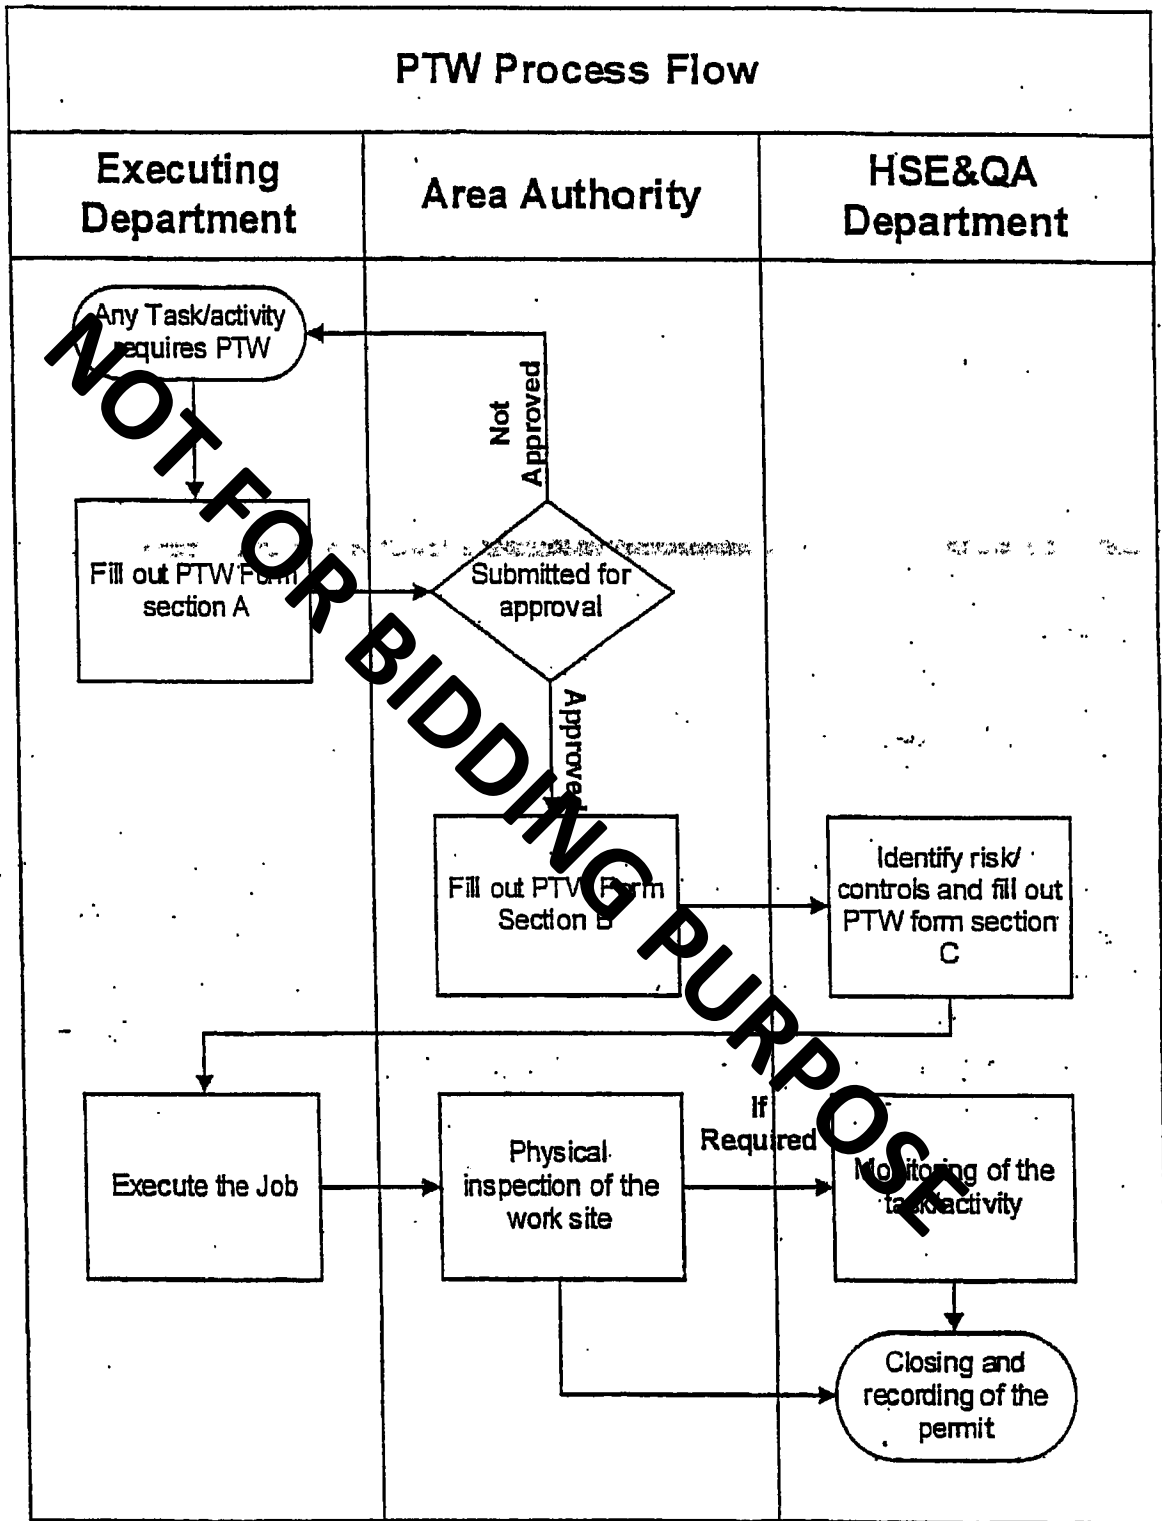 PTW Process Flow
Executing
Department
Area Authority
HSE&QA
Department
Any Task/activity
requires PTW
Not
Approved
Fill out PTW Form
section A
Submitted for
approval
Approved
Fill out PTW Form
Section B
Identify risk/
controls and fill out
PTW form section
C
Execute the Job
Physical
inspection of the
work site
If
Required
Monitoring of the
task/activity
Closing and
recording of the
permit
NOT FOR BIDDING PURPOSE